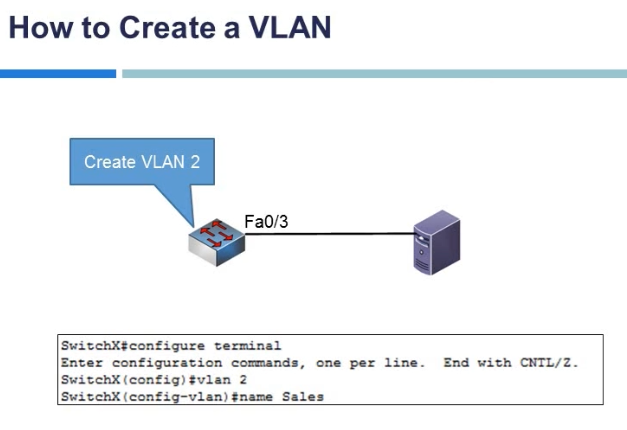 How to Create a VLAN
Create VLAN 2
Fa0/3
SwitchX#configure terminal
Enter configuration commands, one per line.  End with CNTL/Z.
SwitchX(config)#vlan 2
SwitchX(config-vlan)#name Sales